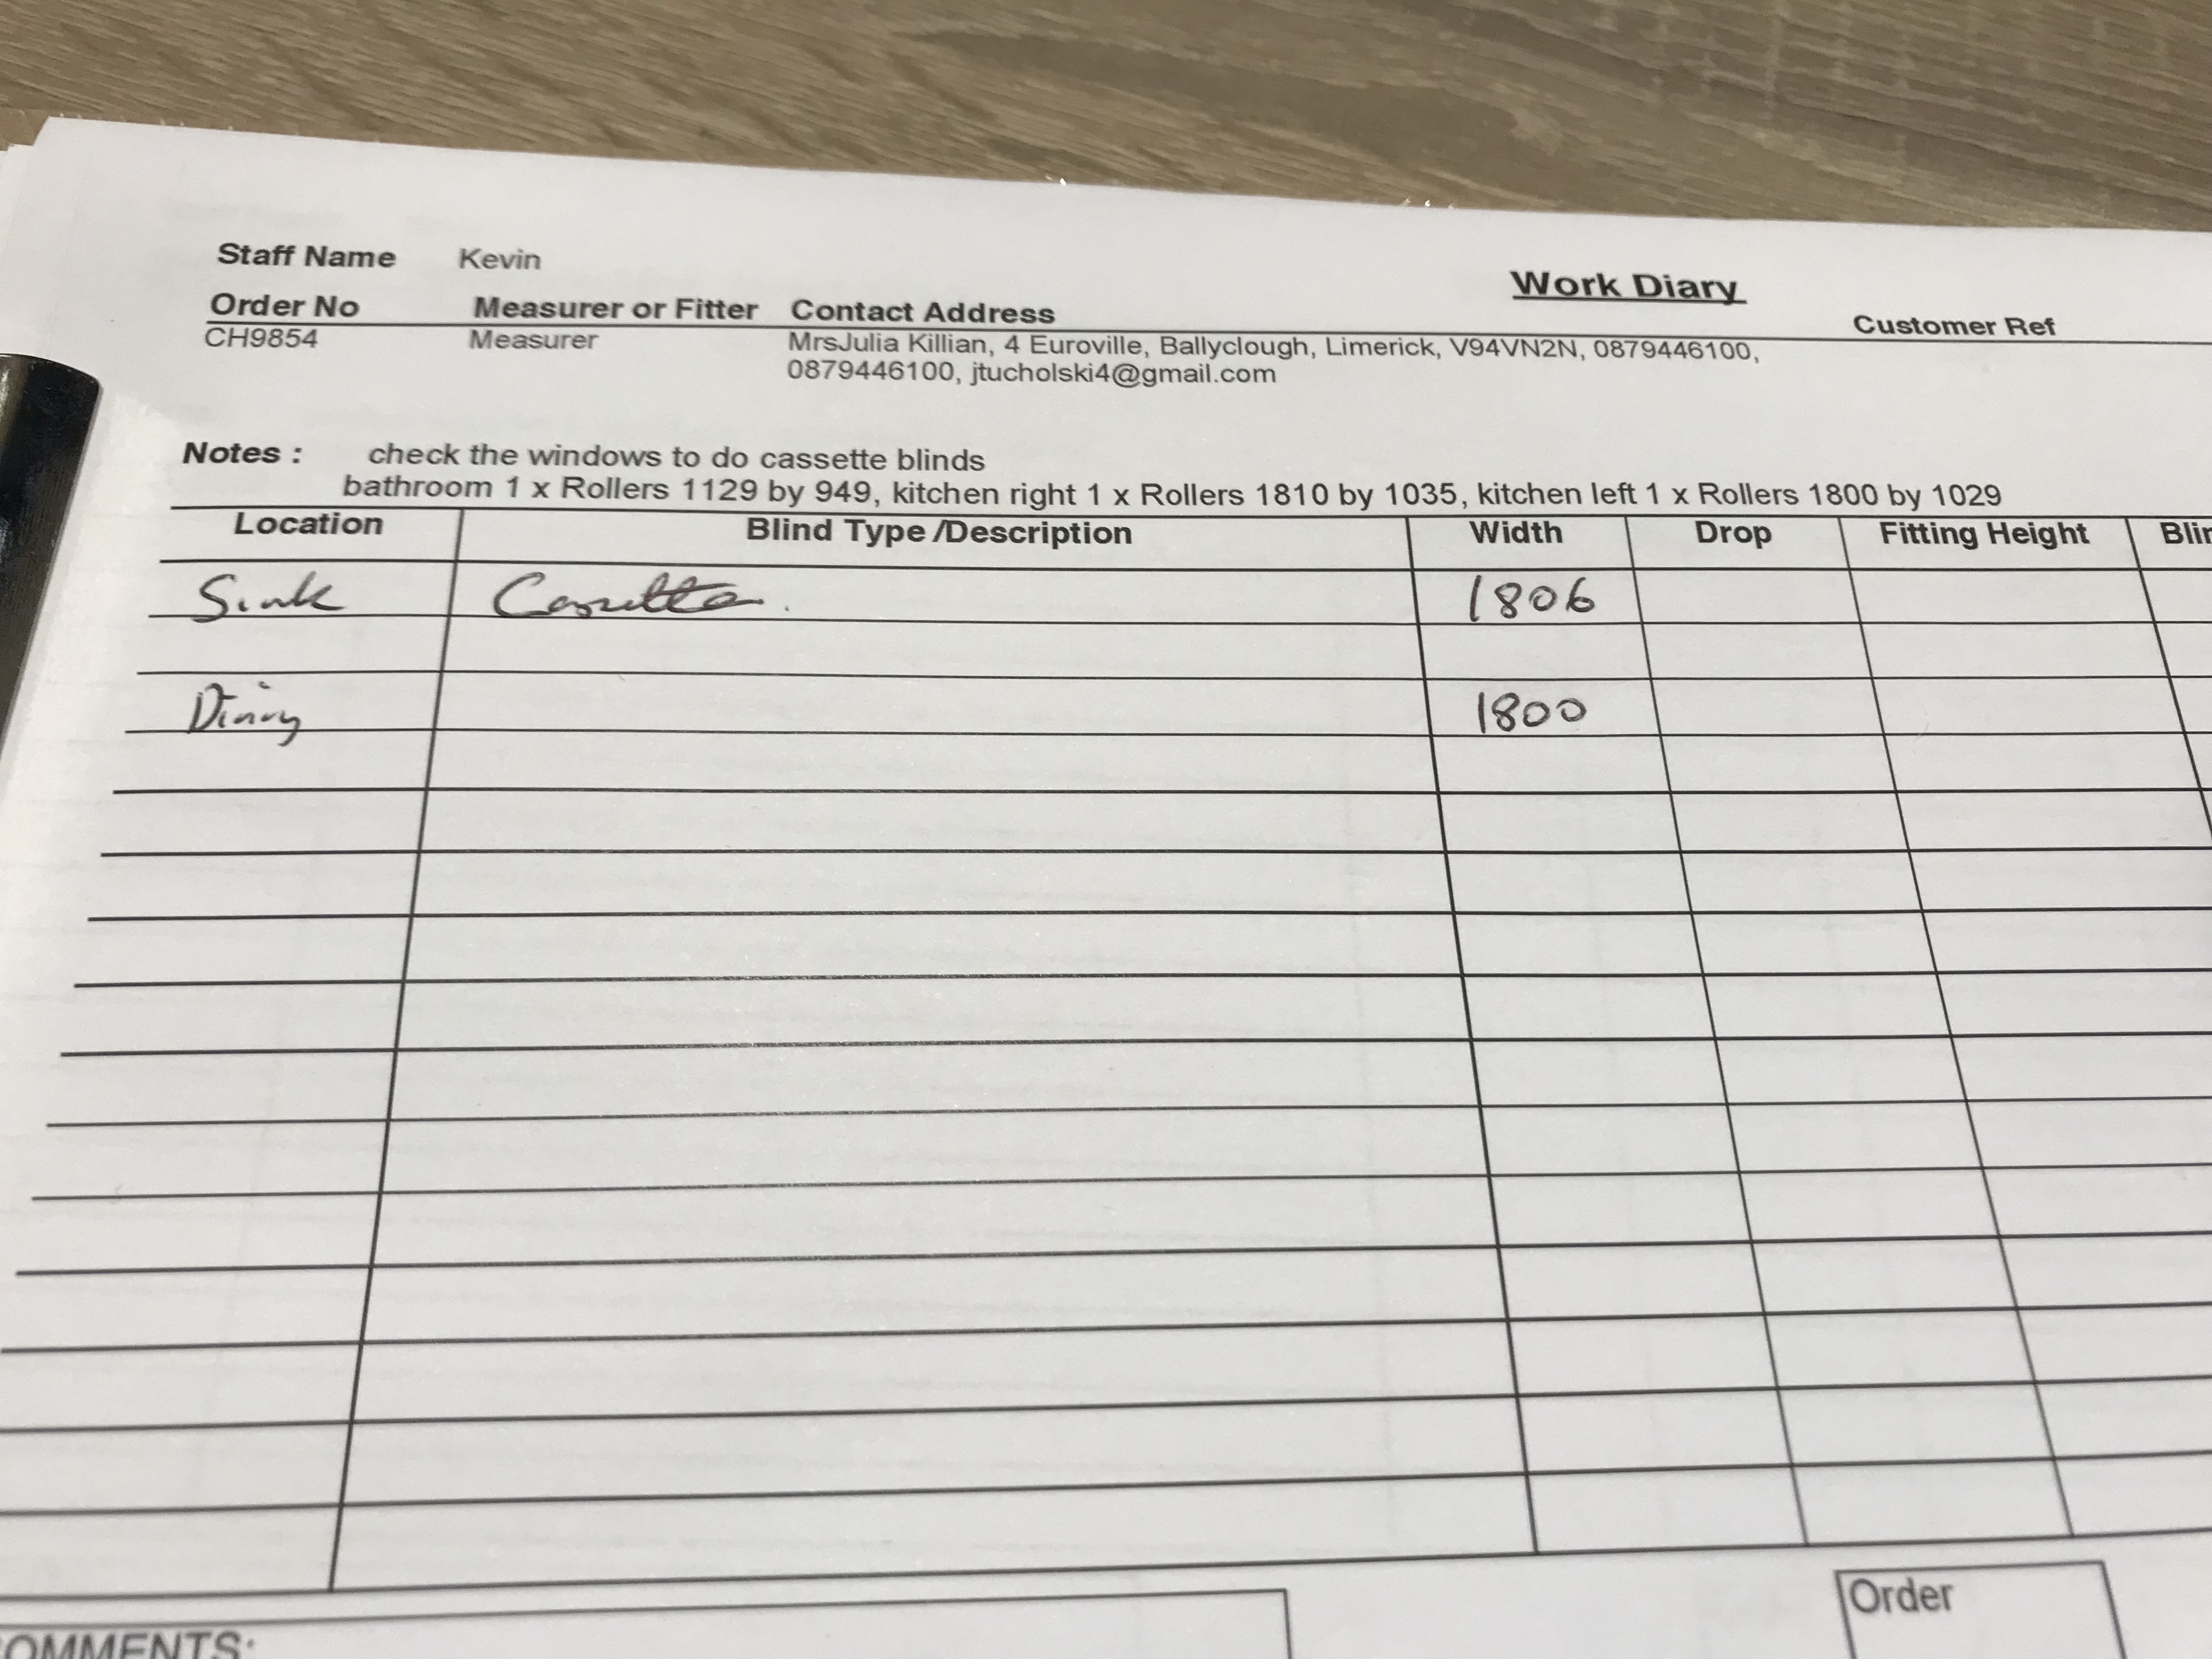 Staff Name Kevin
Work Diary
Order No Measurer or Fitter Contact Address Customer Ref
CH9854 Measurer MrsJulia Killian, 4 Euroville, Ballyclough, Limerick, V94VN2N, 0879446100,
0879446100, jtucholski4@gmail.com
Notes : check the windows to do cassette blinds
bathroom 1 x Rollers 1129 by 949, kitchen right 1 x Rollers 1810 by 1035, kitchen left 1 x Rollers 1800 by 1029
Location Blind Type /Description Width Drop Fitting Height Blin
Sink 1806
Dining 1800
Order
OMMENTS: